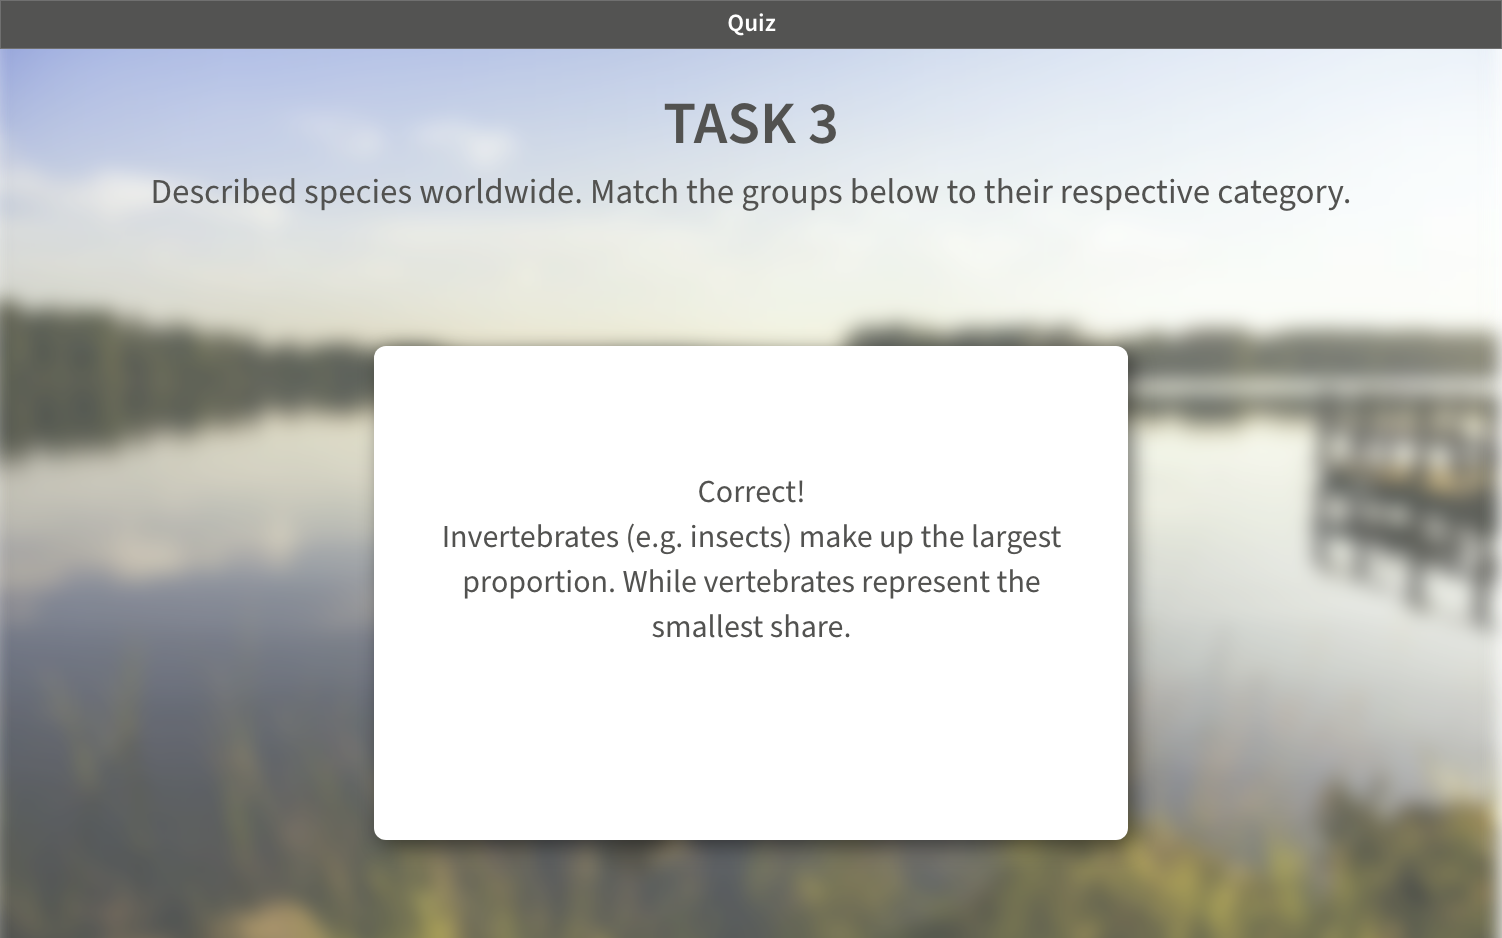 Quiz
TASK 3
Described species worldwide. Match the groups below to their respective category.
Correct!
Invertebrates (e.g. insects) make up the largest
proportion. While vertebrates represent the
smallest share.